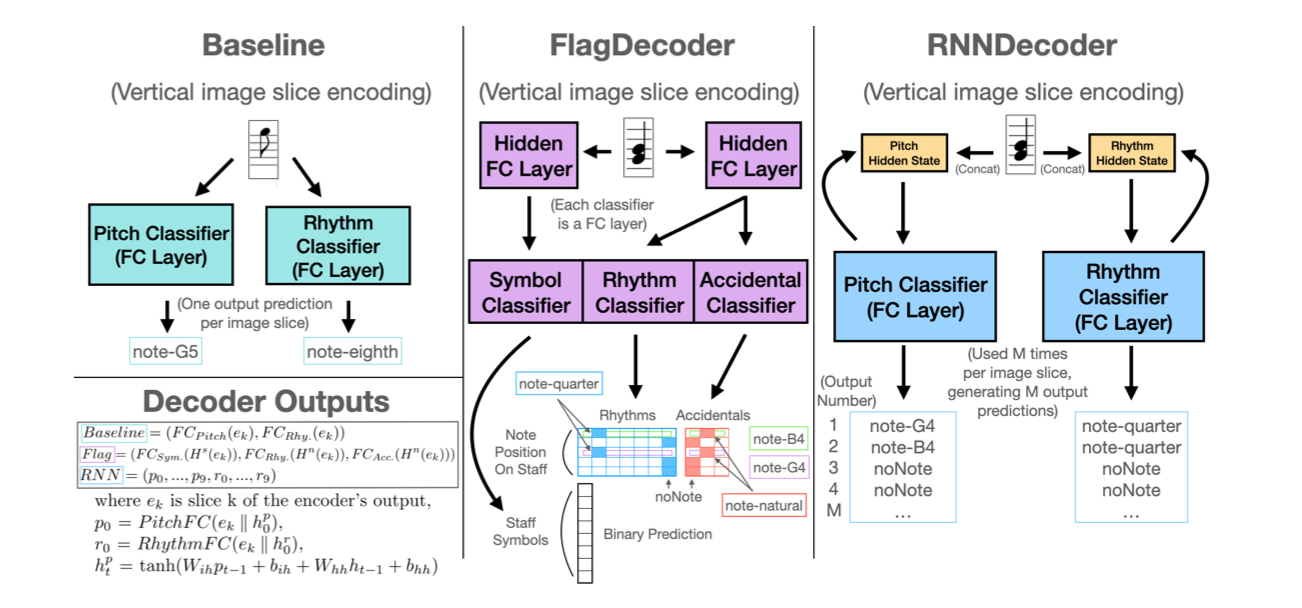 Baseline
(Vertical image slice encoding)
Pitch Classifier
(FC Layer)
Rhythm
Classifier
(FC Layer)
(One output prediction
per image slice)
note-G5
note-eighth
Decoder Outputs
Baseline = (FC_{Pitch}(e_k), FC_{Rhy.}(e_k))
Flag = (FC_{Sym.}(H^s(e_k)), FC_{Rhy.}(H^n(e_k)), FC_{Acc.}(H^n(e_k)))
RNN = (p_0, ..., p_9, r_0, ..., r_9)
where e_k is slice k of the encoder's output,
p_0 = PitchFC(e_k ∥ h_0^p),
r_0 = RhythmFC(e_k ∥ h_0^r),
h_t^p = tanh(W_{ih}p_{t-1} + b_{ih} + W_{hh}h_{t-1} + b_{hh})
FlagDecoder
(Vertical image slice encoding)
Hidden
FC Layer
Hidden
FC Layer
(Each classifier
is a FC layer)
Symbol
Classifier
Rhythm
Classifier
Accidental
Classifier
note-quarter
Rhythms
Accidentals
Note
Position
On Staff
note-B4
note-G4
noNote
note-natural
Staff
Symbols
Binary Prediction
RNNDecoder
(Vertical image slice encoding)
Pitch
Hidden State
(Concat)
(Concat)
Rhythm
Hidden State
Pitch Classifier
(FC Layer)
Rhythm
Classifier
(FC Layer)
(Used M times
per image slice,
generating M output
predictions)
(Output
Number)
1
2
3
4
M
note-G4
note-B4
noNote
noNote
...
note-quarter
note-quarter
noNote
noNote
...